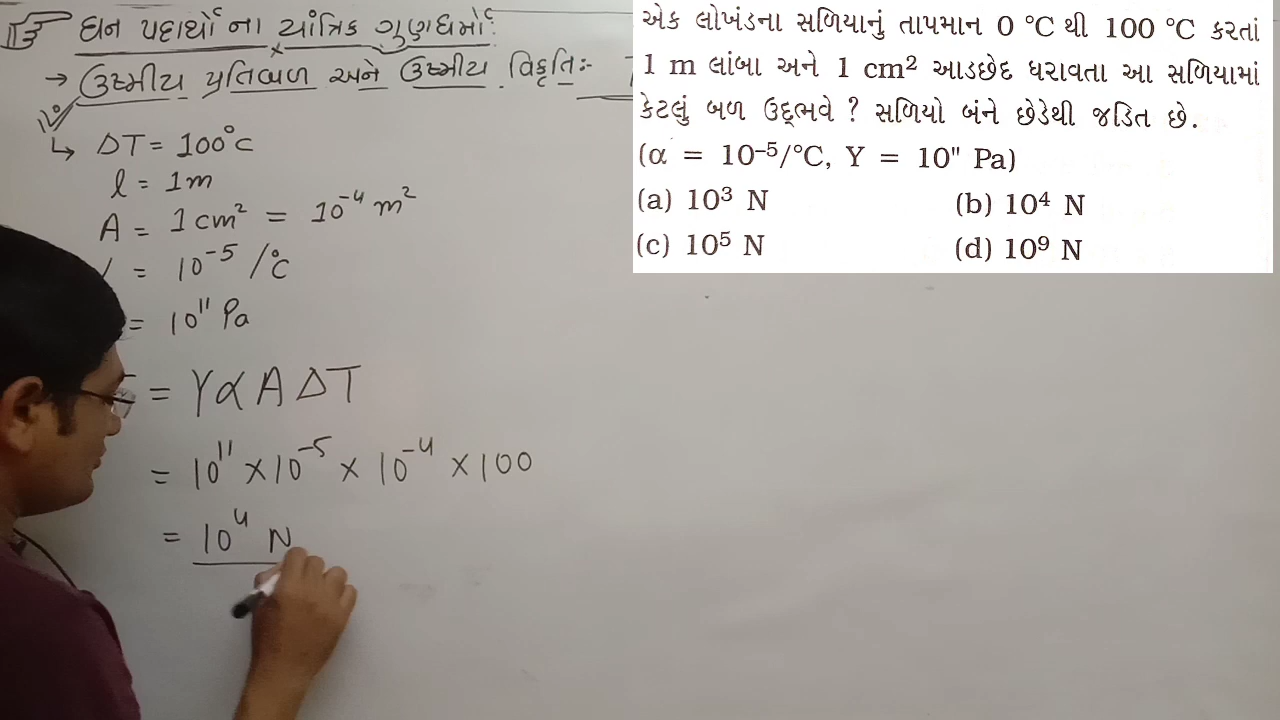 ઘન પદાર્થો ના યાંત્રિક ગુણધર્મો:
→ ઉષ્મીય પ્રતિબળ અને ઉષ્મીય વિકૃતિ:-
ΔT = 100°C
l = 1m
A = 1 cm² = 10⁻⁴ m²
= 10⁻⁵ /°C
= 10¹¹ Pa
= Y α A Δ T
= 10¹¹ × 10⁻⁵ × 10⁻⁴ × 100
= 10⁴ N
એક લોખંડના સળિયાનું તાપમાન 0 °C થી 100 °C કરતાં
1 m લાંબા અને 1 cm² આડછેદ ધરાવતા આ સળિયામાં
કેટલું બળ ઉદ્ભવે ? સળિયો બંને છેડેથી જડિત છે.
(α = 10⁻⁵/°C, Y = 10" Pa)
(a) 10³ N (b) 10⁴ N
(c) 10⁵ N (d) 10⁹ N